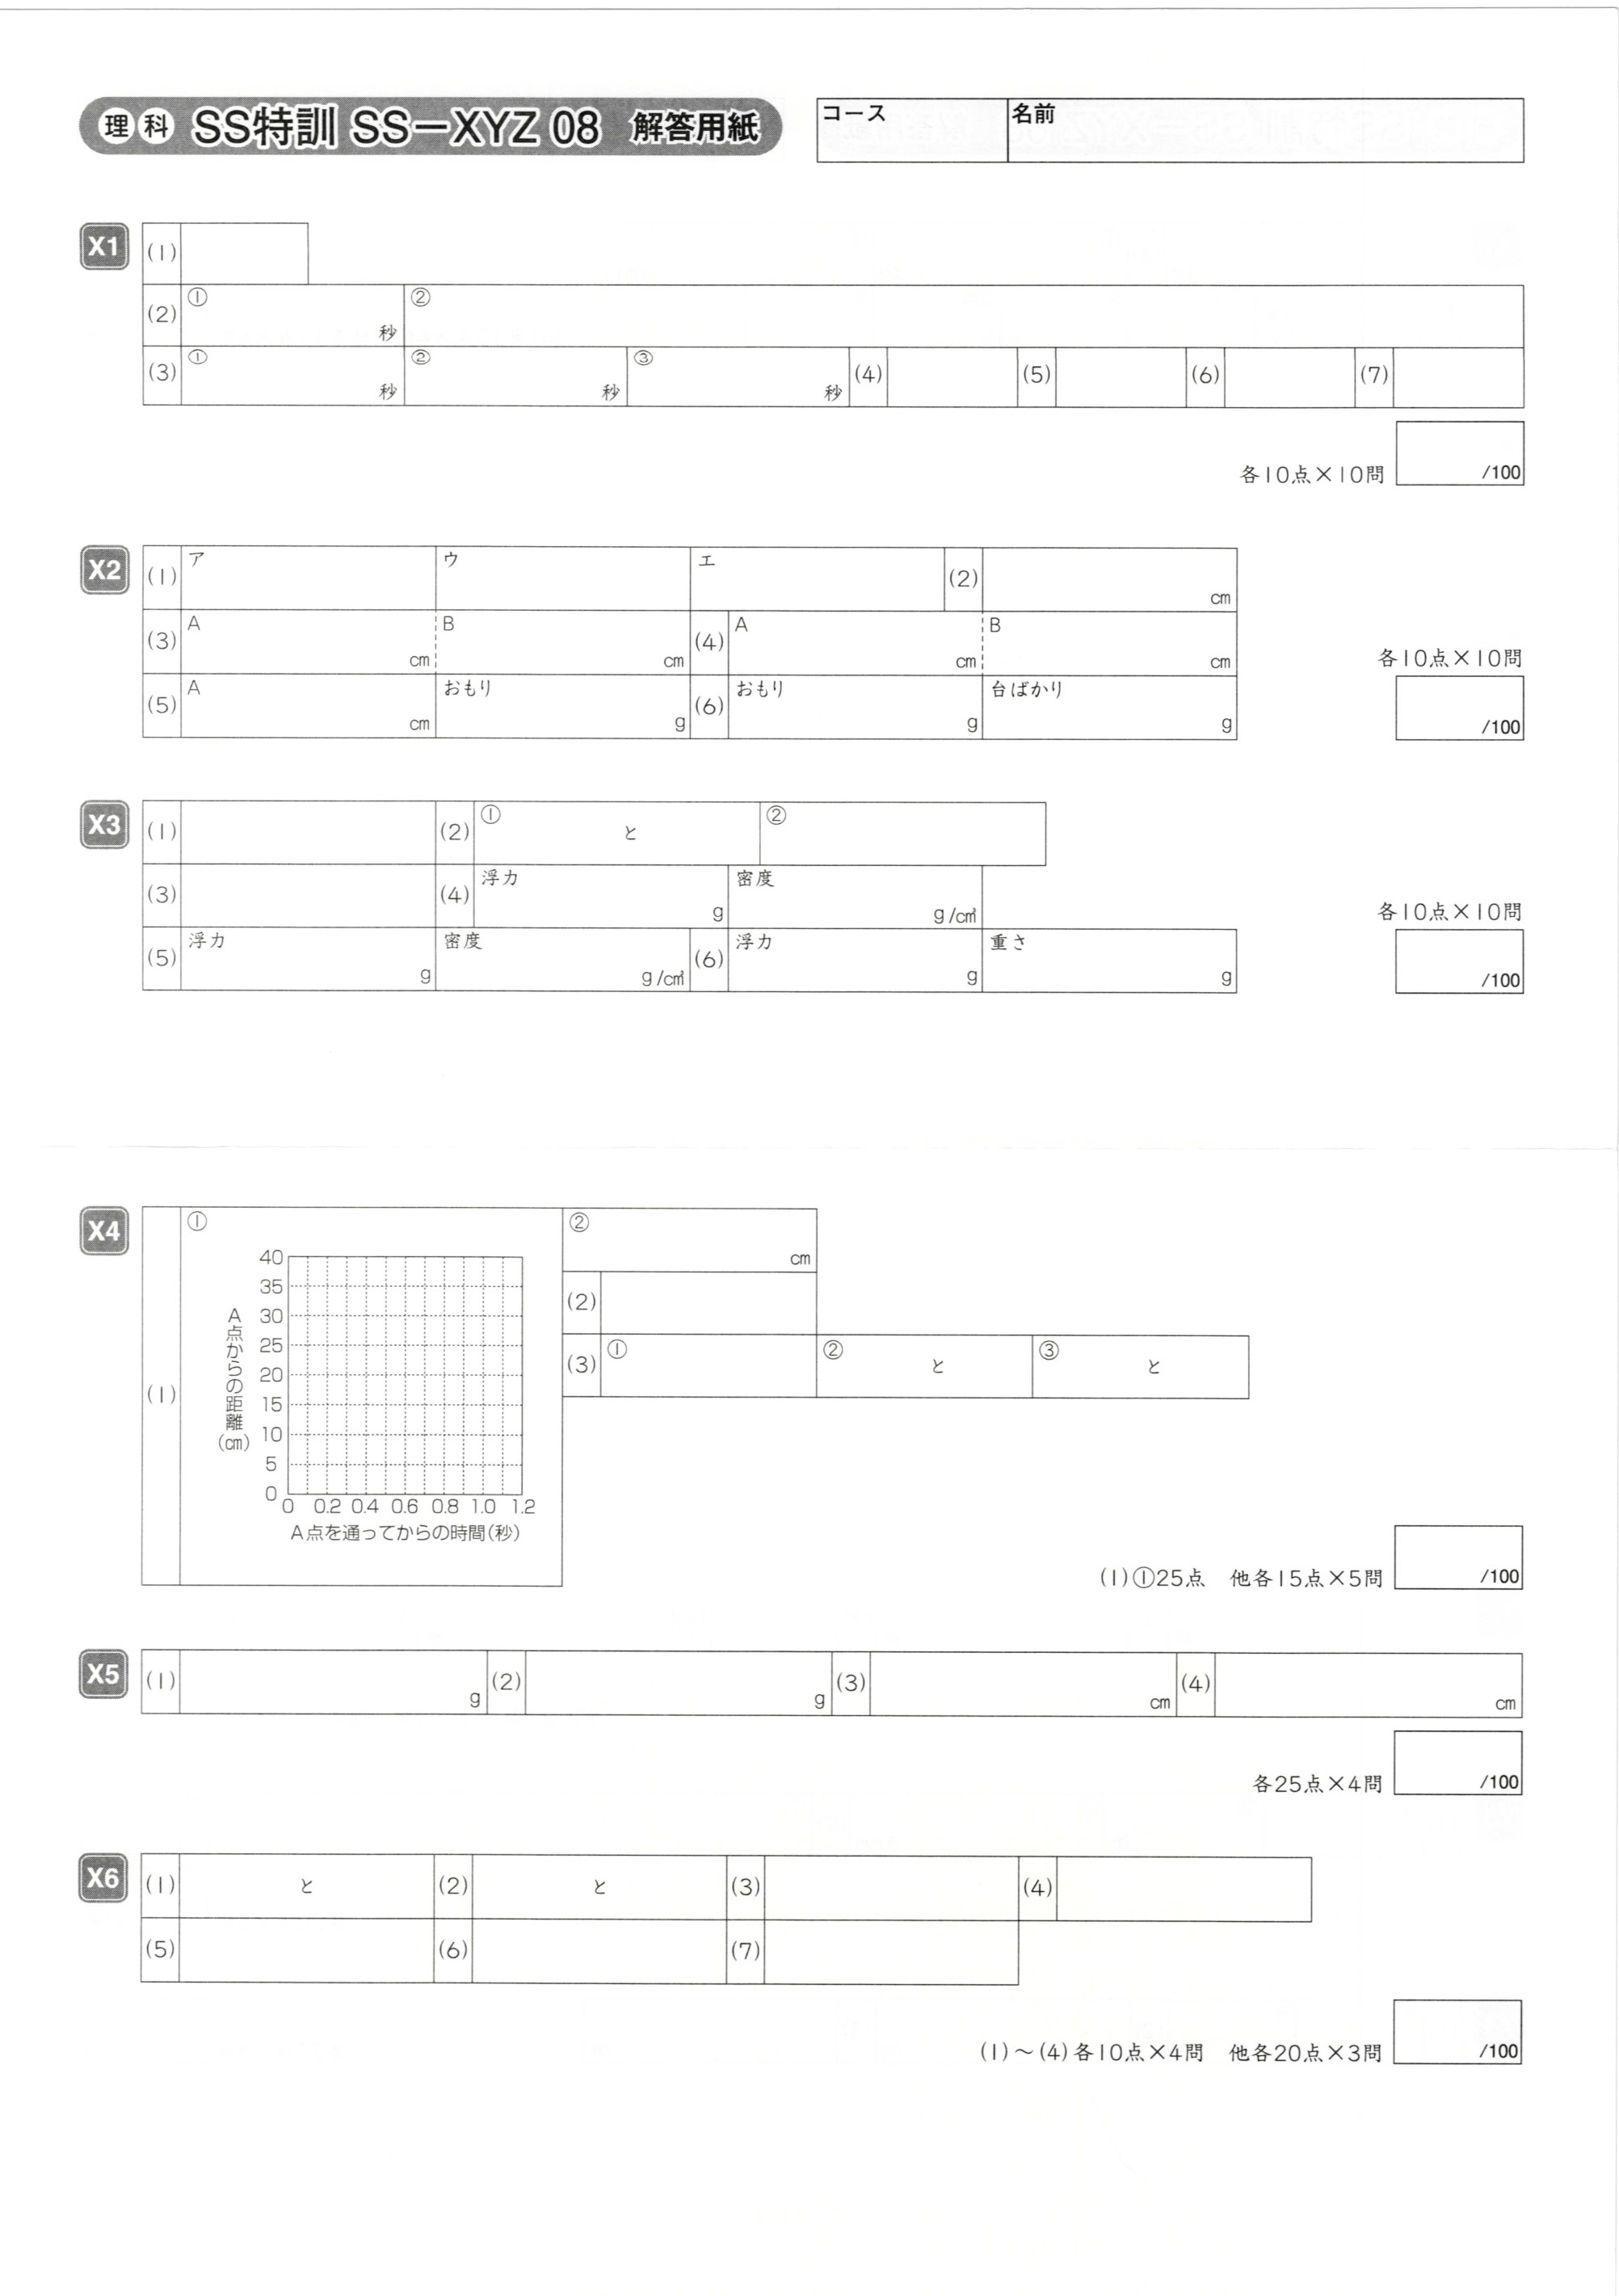 理科 SS特訓 SS－XYZ 08 解答用紙
コース 名前
X1
(1)
(2) ① 秒 ②
(3) ① 秒 ② 秒 ③ 秒 (4) (5) (6) (7)
各10点×10問 /100
X2
(1) ア ウ エ (2) cm
(3) A cm B cm (4) A cm B cm
各10点×10問
(5) A cm おもり g (6) おもり g 台ばかり g
/100
X3
(1) (2) ① と ②
(3) (4) 浮力 g 密度 g/cm³
各10点×10問
(5) 浮力 g 密度 g/cm³ (6) 浮力 g 重さ g
/100
X4
(1) ①
40
35
30
25
20
15
10
5
0
A点からの距離(cm)
0 0.2 0.4 0.6 0.8 1.0 1.2
A点を通ってからの時間(秒)
② cm
(2)
(3) ① ② と ③ と
(1)①25点 他各15点×5問 /100
X5
(1) g (2) g (3) cm (4) cm
各25点×4問 /100
X6
(1) と (2) と (3) (4)
(5) (6) (7)
(1)～(4)各10点×4問 他各20点×3問 /100